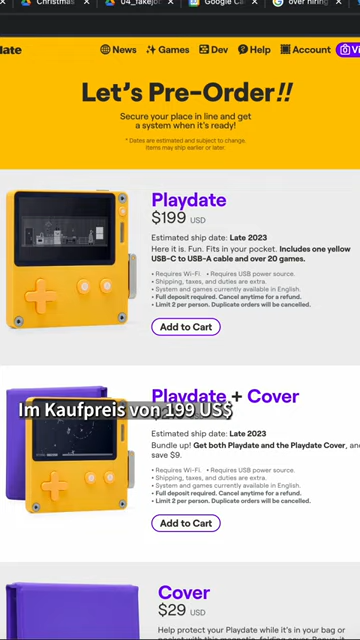 Christmas
04_fakejo
Google Cal
over hiring
date
News
Games
Dev
Help
Account
Let's Pre-Order!!
Secure your place in line and get
a system when it's ready!
* Dates are estimated and subject to change.
Items may ship earlier or later.
Playdate
$199 USD
Estimated ship date: Late 2023
Here it is. Fun. Fits in your pocket. Includes one yellow
USB-C to USB-A cable and over 20 games.
• Requires Wi-Fi. • Requires USB power source.
• Shipping, taxes, and duties are extra.
• System and games currently available in English.
• Full deposit required. Cancel anytime for a refund.
• Limit 2 per person. Duplicate orders will be cancelled.
Add to Cart
Playdate + Cover
Im Kaufpreis von 199 US$
Estimated ship date: Late 2023
Bundle up! Get both Playdate and the Playdate Cover, and
save $9.
• Requires Wi-Fi. • Requires USB power source.
• Shipping, taxes, and duties are extra.
• System and games currently available in English.
• Full deposit required. Cancel anytime for a refund.
• Limit 2 per person. Duplicate orders will be cancelled.
Add to Cart
Cover
$29 USD
Help protect your Playdate while it's in your bag or